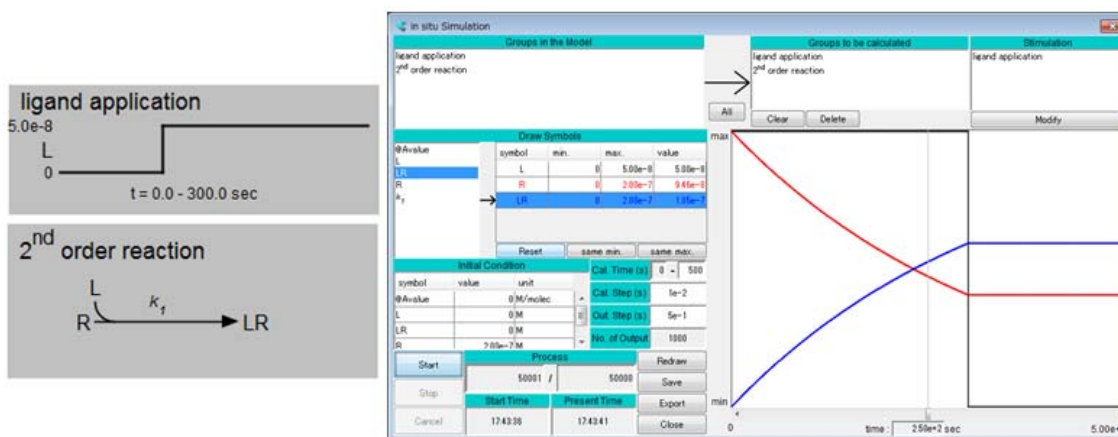 ligand application
5.0e-8
L
0
t = 0.0 - 300.0 sec
2nd order reaction
L
k1
R
LR
in situ Simulation
Groups in the Model
ligand application
2nd order reaction
Groups to be calculated
ligand application
2nd order reaction
Stimulation
ligand application
All
Clear
Delete
Modify
Draw Symbols
@Avalue
L
LR
R
k1
symbol min. max. value
L 0 5.00e-8 5.00e-8
R 0 2.00e-7 9.46e-8
LR 0 2.00e-7 1.05e-7
Reset
same min.
same max.
Initial Condition
symbol value unit
@Avalue 0 M/molec
L 0 M
LR 0 M
R 2.00e-7 M
Cal. Time (s) 0 - 500
Cal. Step (s) 1e-2
Out. Step (s) 5e-1
No. of Output 1000
Start
Stop
Cancel
Process
50001 / 50000
Start Time
Present Time
17:43:36
17:43:41
Redraw
Save
Export
Close
max
min
0
time : 2.50e+2 sec